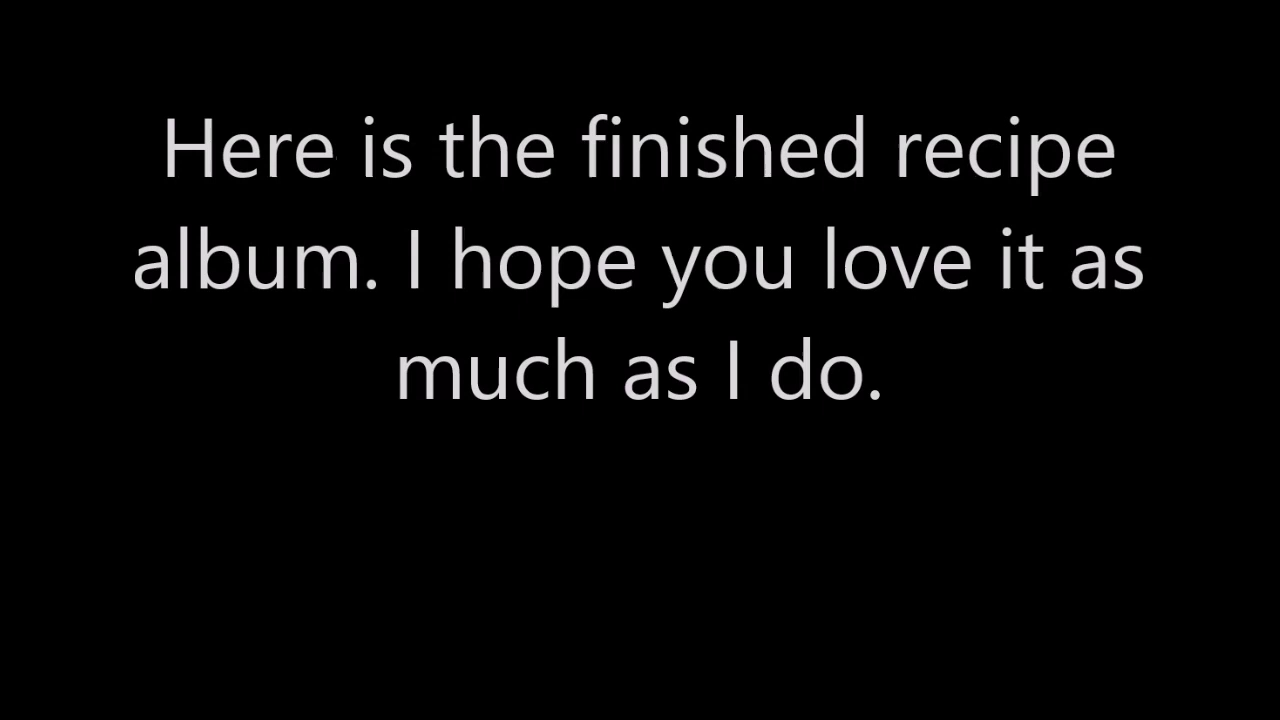 Here is the finished recipe
album. I hope you love it as
much as I do.